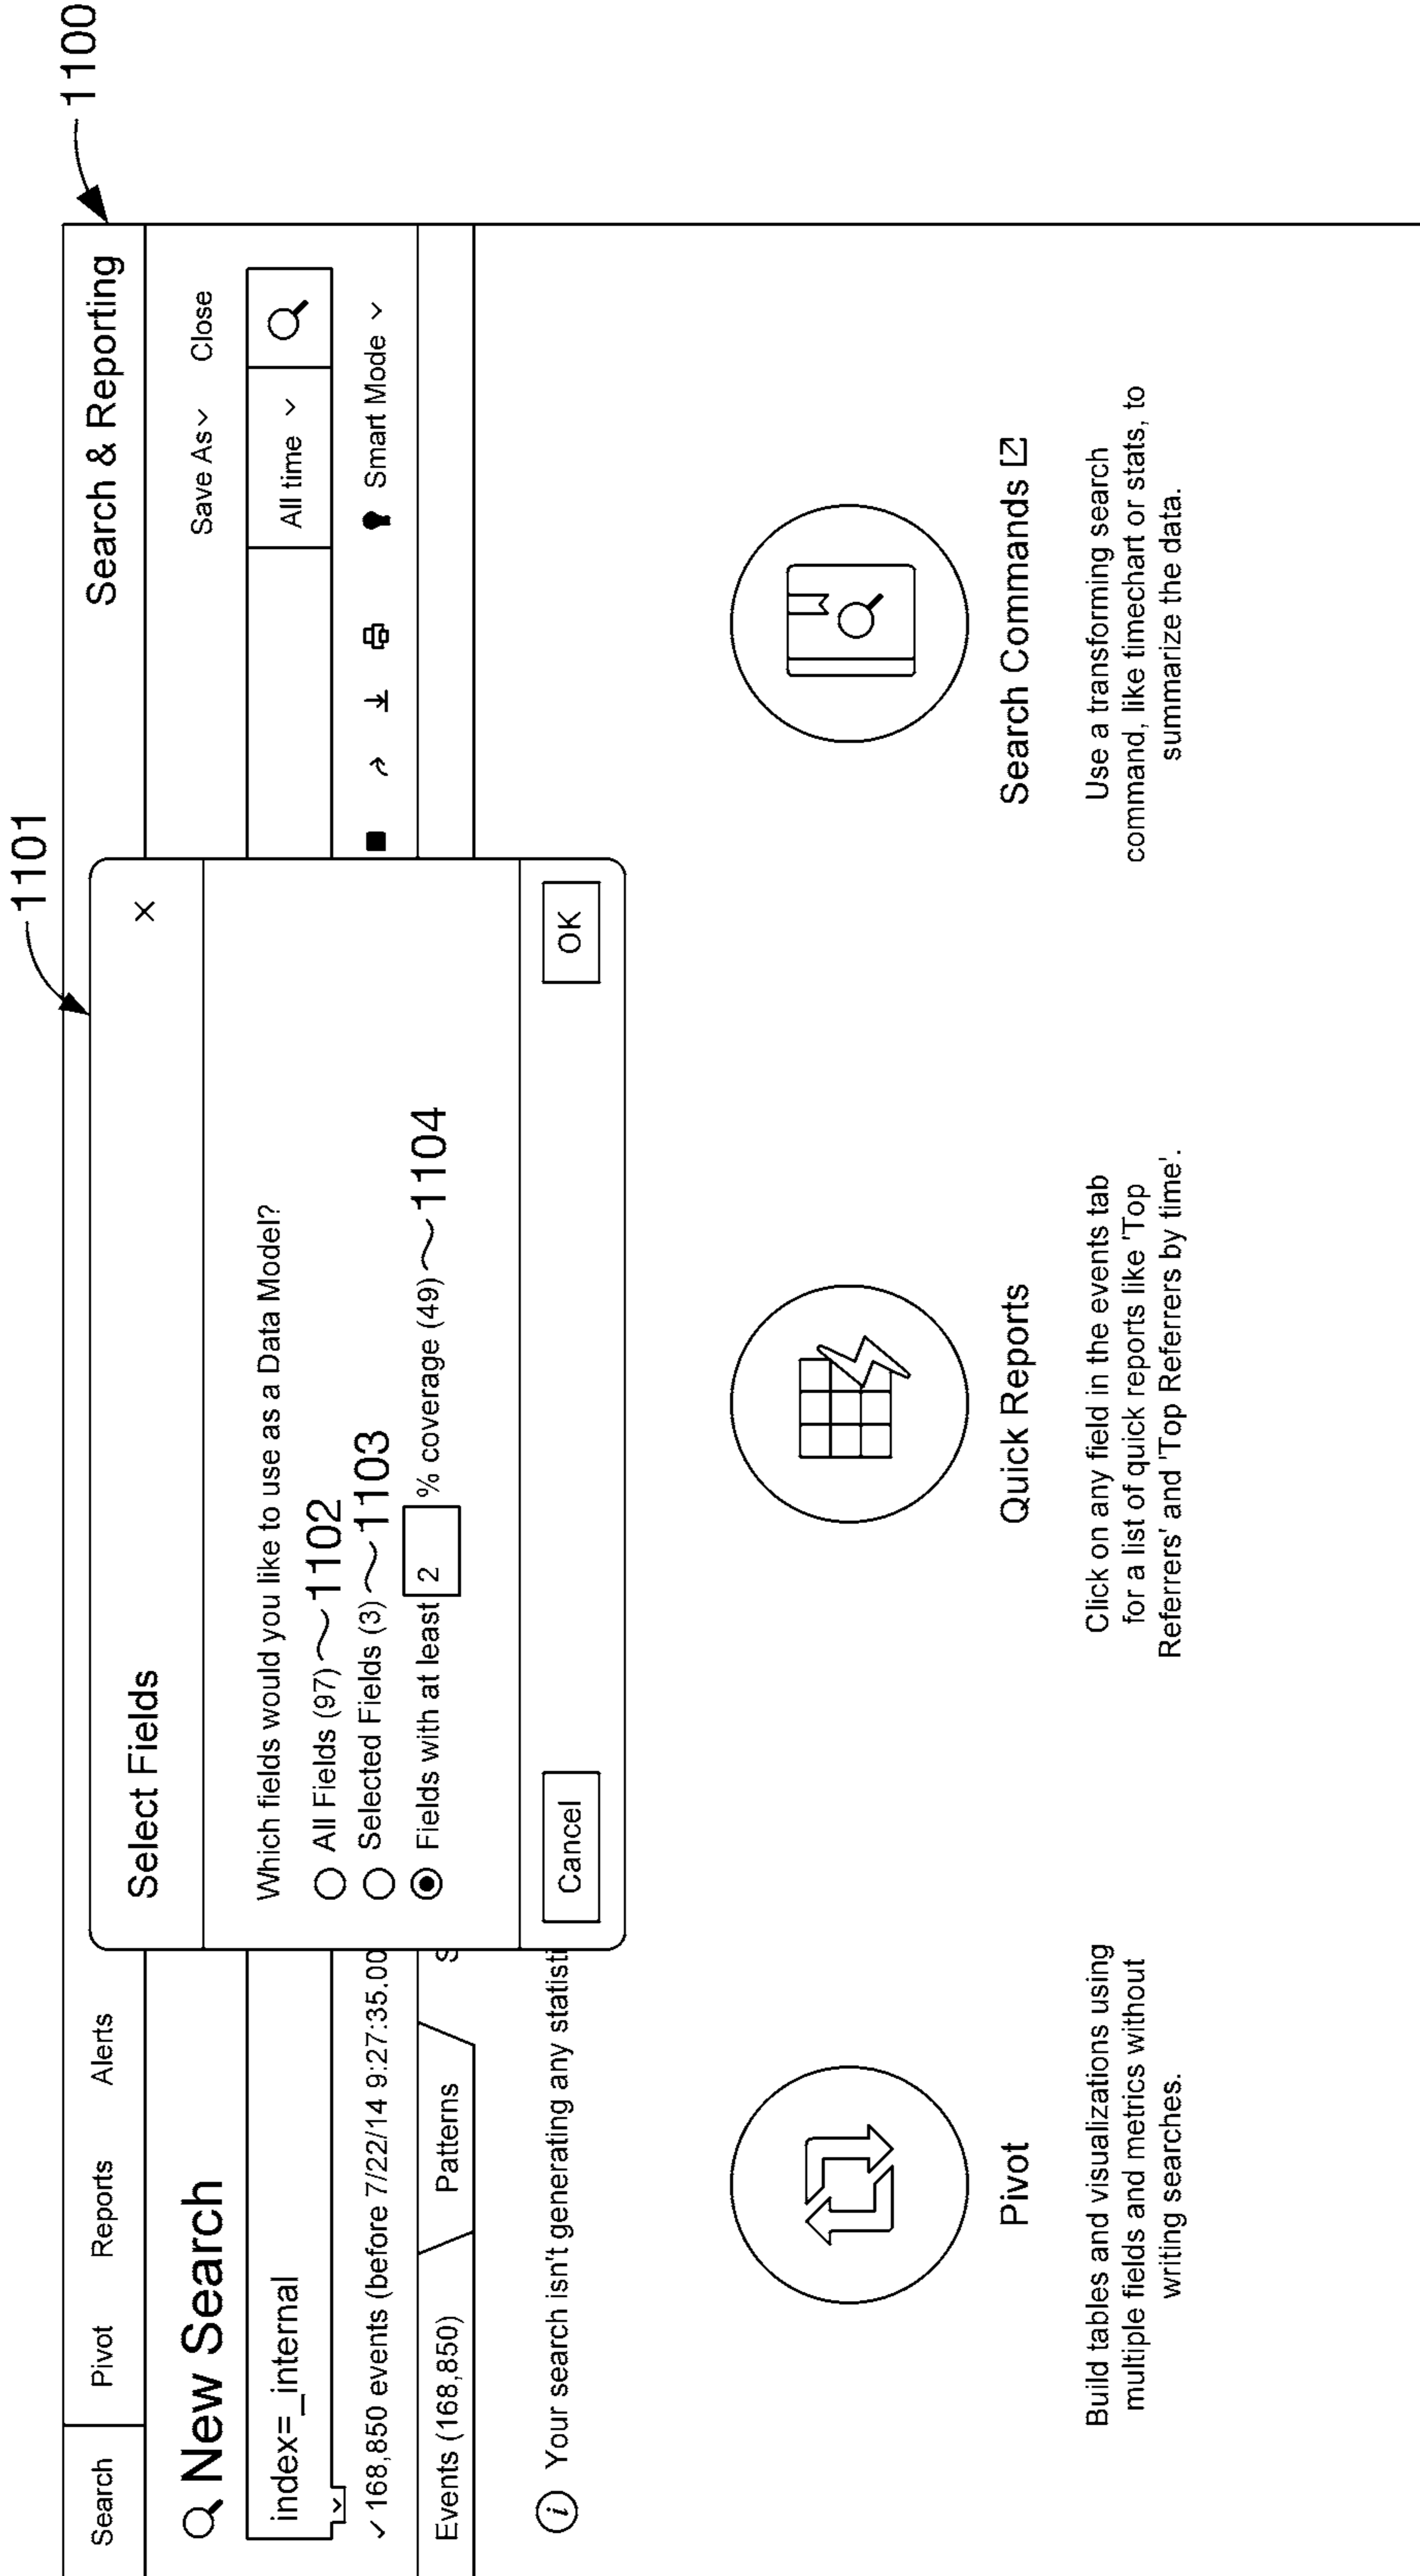 1100
1101
Search Pivot Reports Alerts Search & Reporting
New Search
Save As Close
index=_internal
All time
✓ 168,850 events (before 7/22/14 9:27:35.00
Smart Mode
Events (168,850) Patterns S
Your search isn't generating any statisti
Select Fields ×
Which fields would you like to use as a Data Model?
All Fields (97) 1102
Selected Fields (3) 1103
Fields with at least 2 % coverage (49) 1104
Cancel OK
Pivot
Build tables and visualizations using
multiple fields and metrics without
writing searches.
Quick Reports
Click on any field in the events tab
for a list of quick reports like 'Top
Referrers' and 'Top Referrers by time'.
Search Commands
Use a transforming search
command, like timechart or stats, to
summarize the data.